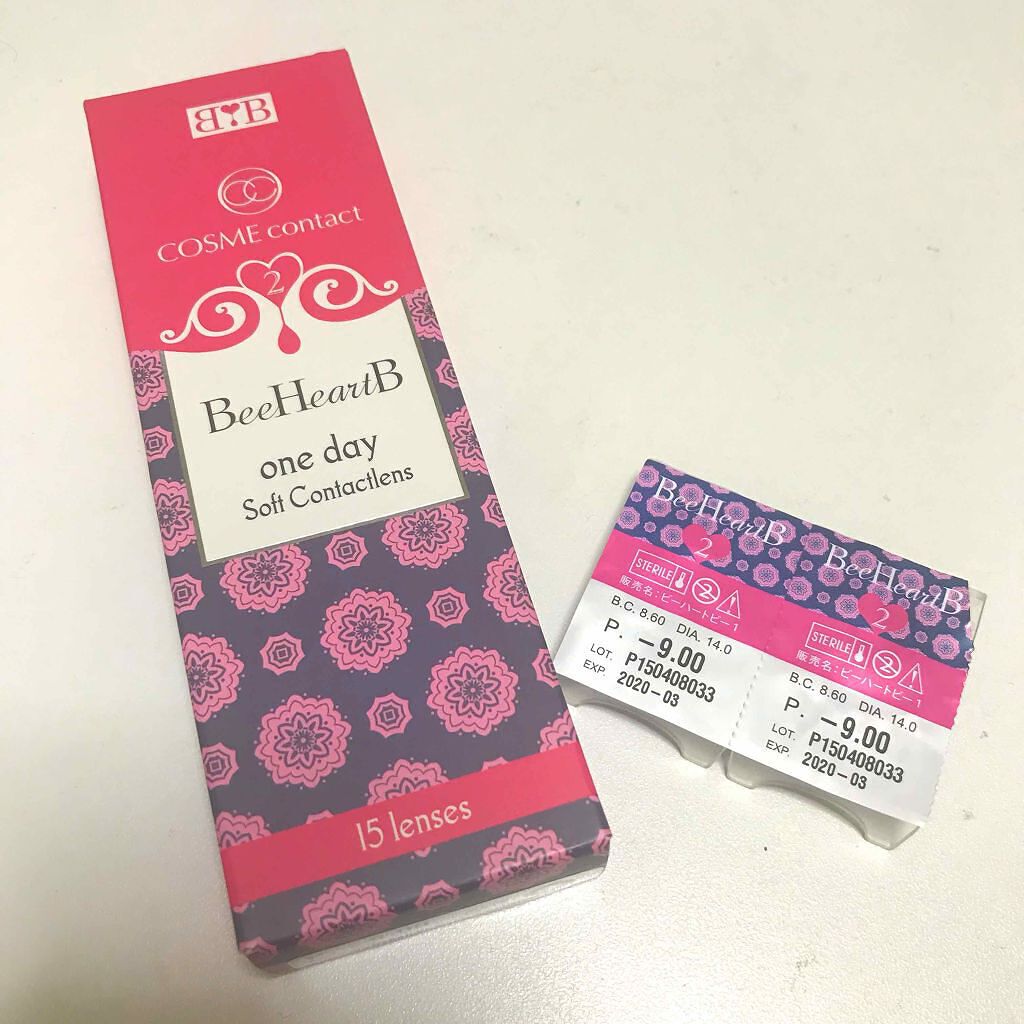 B B
CC
COSME contact
2
BeeHeartB
one day
Soft Contactlens
15 lenses
BeeHeartB
2
STERILE 2
販売名:ビーハートビー1
B.C. 8.60 DIA. 14.0
P. -9.00
LOT. P150408033
EXP. 2020-03
BeeHeartB
2
STERILE 2
販売名:ビーハートビー1
B.C. 8.60 DIA. 14.0
P. -9.00
LOT. P150408033
EXP. 2020-03